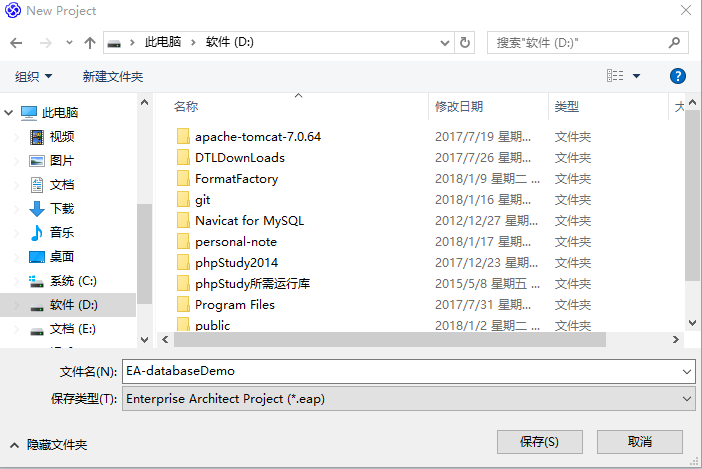 New Project
此电脑 软件 (D:) 搜索"软件 (D:)"
组织 新建文件夹 ?
此电脑
视频
图片
文档
下载
音乐
桌面
系统 (C:)
软件 (D:)
文档 (E:)
名称 修改日期 类型 大
apache-tomcat-7.0.64 2017/7/19 星期... 文件夹
DTLDownLoads 2017/7/26 星期... 文件夹
FormatFactory 2018/1/9 星期二 ... 文件夹
git 2018/1/16 星期... 文件夹
Navicat for MySQL 2012/12/27 星期... 文件夹
personal-note 2018/1/17 星期... 文件夹
phpStudy2014 2017/12/23 星期... 文件夹
phpStudy所需运行库 2015/5/8 星期五 ... 文件夹
Program Files 2017/7/31 星期... 文件夹
public 2018/1/2 星期二 ... 文件夹
文件名(N): EA-databaseDemo
保存类型(T): Enterprise Architect Project (*.eap)
隐藏文件夹 保存(S) 取消